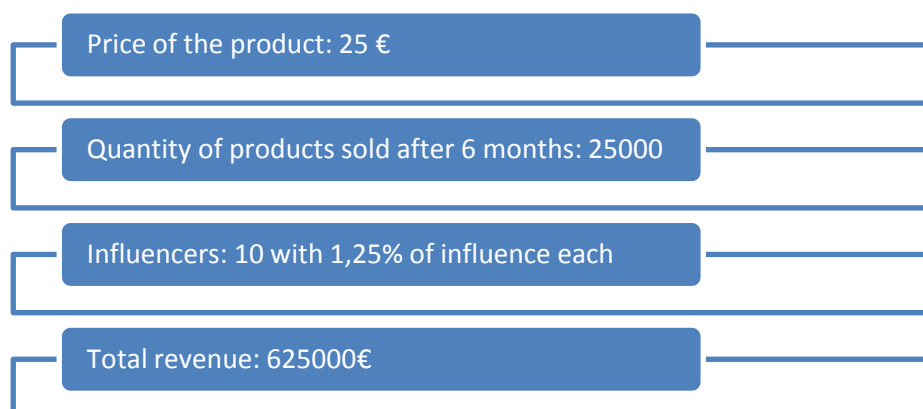 Price of the product: 25 €
Quantity of products sold after 6 months: 25000
Influencers: 10 with 1,25% of influence each
Total revenue: 625000€